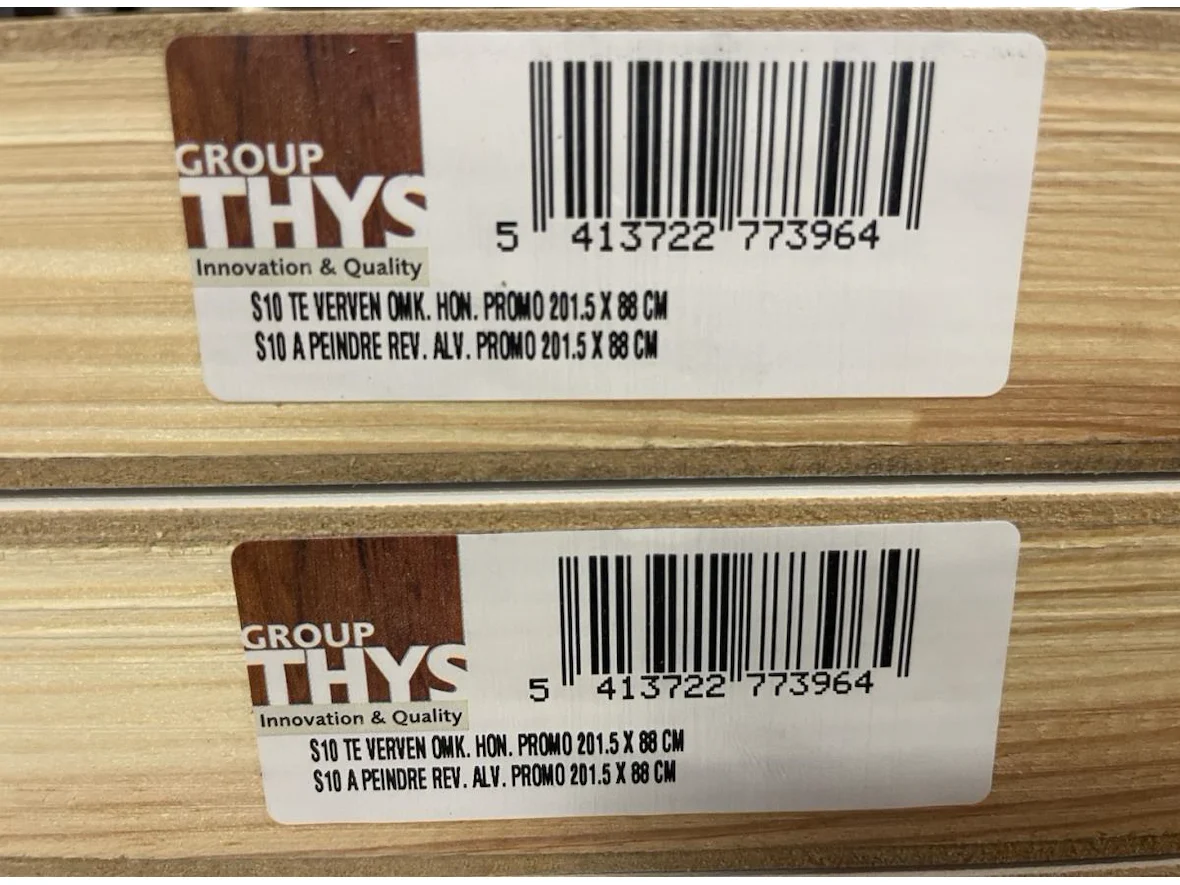 GROUP
THYS
Innovation & Quality
5 413722 773964
S10 TE VERVEN OMK. HON. PROMO 201.5 X 88 CM
S10 A PEINDRE REV. ALV. PROMO 201.5 X 88 CM
GROUP
THYS
Innovation & Quality
5 413722 773964
S10 TE VERVEN OMK. HON. PROMO 201.5 X 88 CM
S10 A PEINDRE REV. ALV. PROMO 201.5 X 88 CM